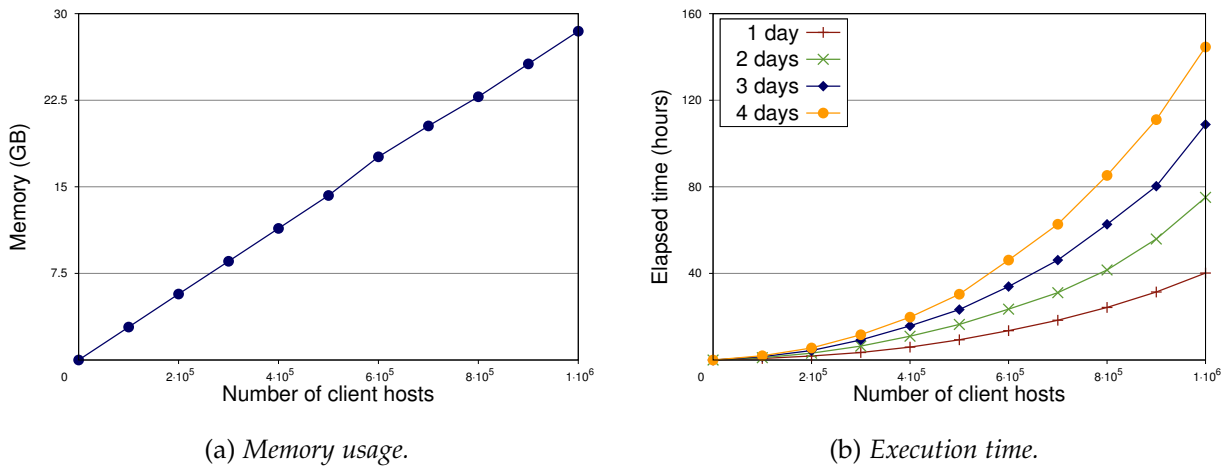 30
22.5
15
7.5
0
2·10⁵
4·10⁵
6·10⁵
8·10⁵
1·10⁶
Memory (GB)
Number of client hosts
(a) Memory usage.
160
120
80
40
0
2·10⁵
4·10⁵
6·10⁵
8·10⁵
1·10⁶
Elapsed time (hours)
Number of client hosts
1 day
2 days
3 days
4 days
(b) Execution time.